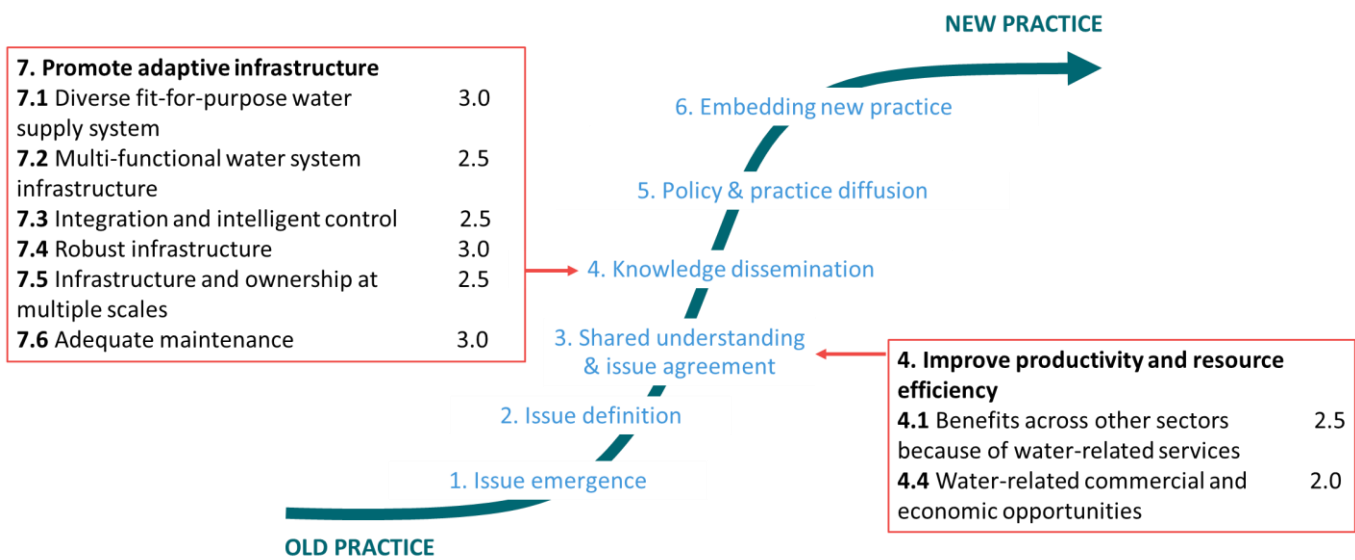 NEW PRACTICE
7. Promote adaptive infrastructure
7.1 Diverse fit-for-purpose water 3.0
supply system
7.2 Multi-functional water system 2.5
infrastructure
7.3 Integration and intelligent control 2.5
7.4 Robust infrastructure 3.0
7.5 Infrastructure and ownership at 2.5
multiple scales
7.6 Adequate maintenance 3.0
6. Embedding new practice
5. Policy & practice diffusion
4. Knowledge dissemination
3. Shared understanding
& issue agreement
2. Issue definition
1. Issue emergence
4. Improve productivity and resource
efficiency
4.1 Benefits across other sectors 2.5
because of water-related services
4.4 Water-related commercial and 2.0
economic opportunities
OLD PRACTICE